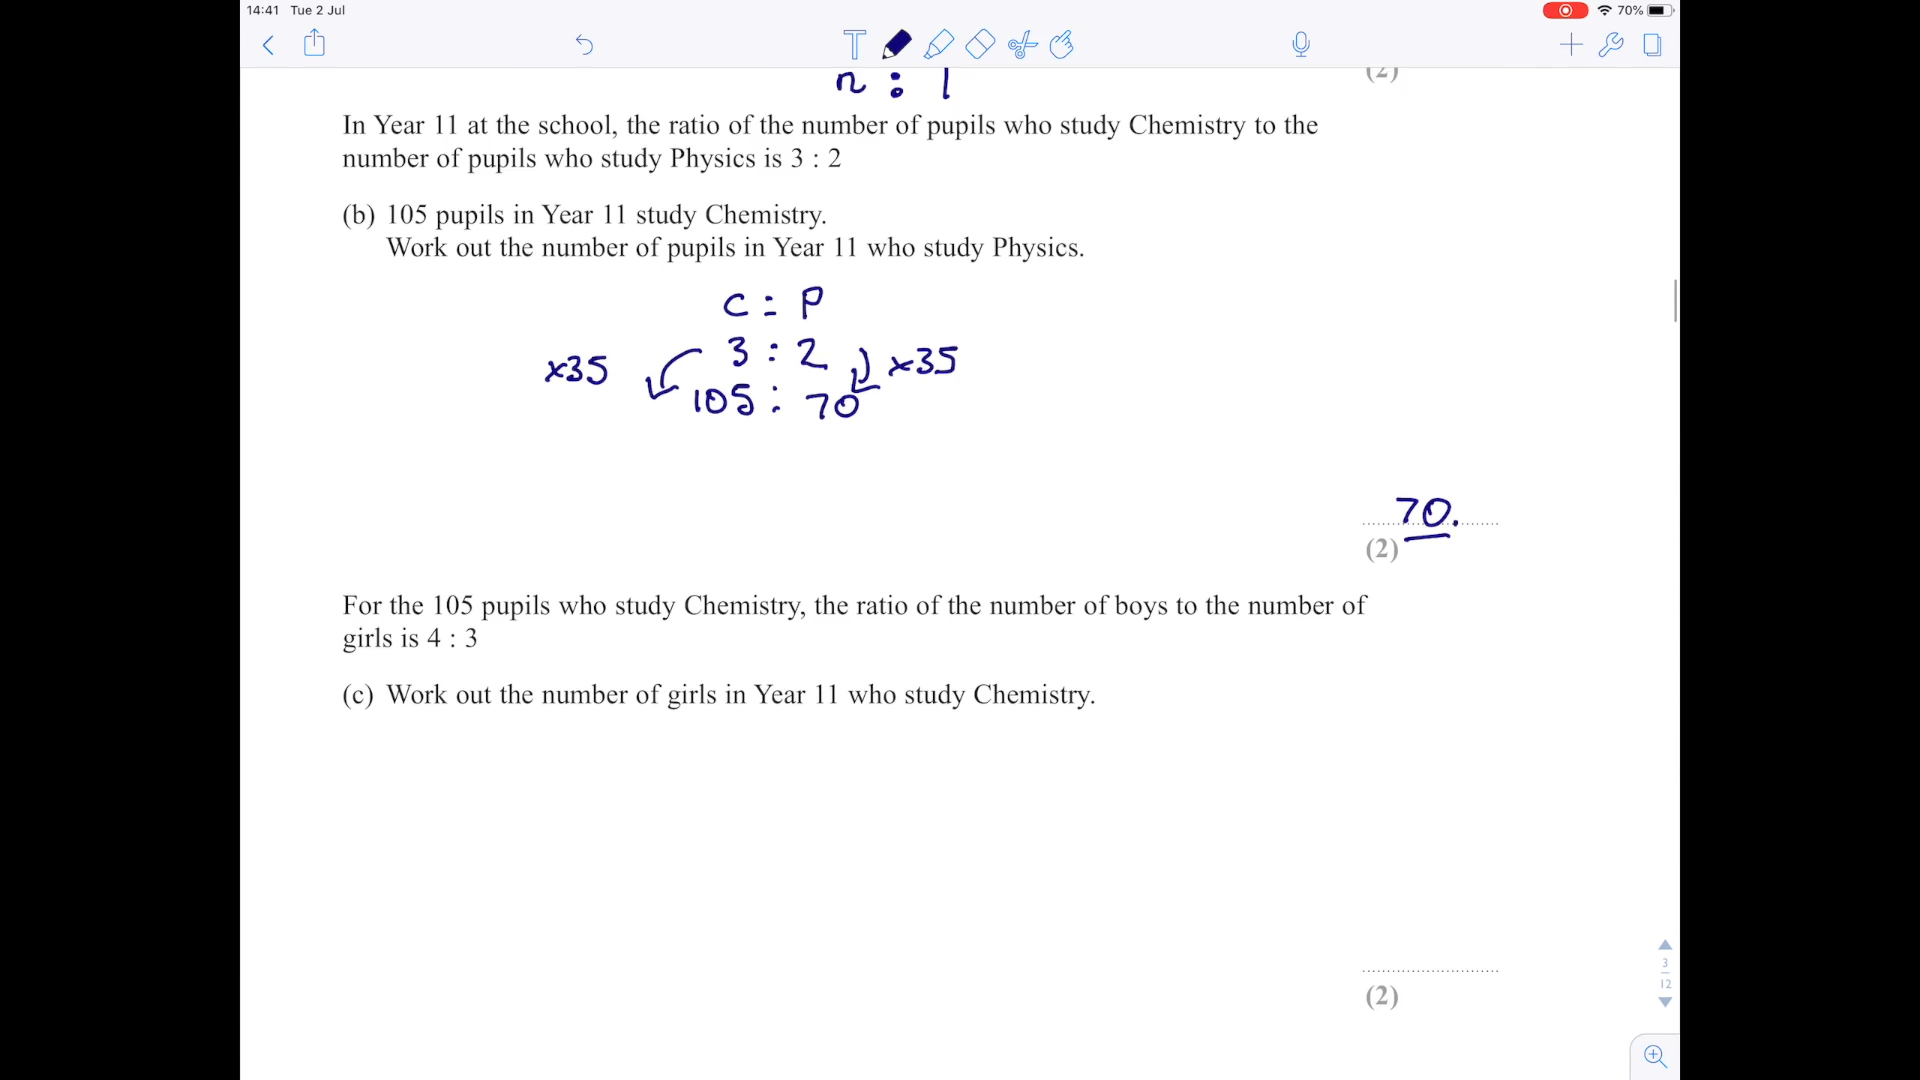 14:41 Tue 2 Jul
70%
T
n : 1
(2)
In Year 11 at the school, the ratio of the number of pupils who study Chemistry to the
number of pupils who study Physics is 3 : 2
(b) 105 pupils in Year 11 study Chemistry.
Work out the number of pupils in Year 11 who study Physics.
C : P
3 : 2
x35
x35
105 : 70
70.
(2)
For the 105 pupils who study Chemistry, the ratio of the number of boys to the number of
girls is 4 : 3
(c) Work out the number of girls in Year 11 who study Chemistry.
3
12
(2)